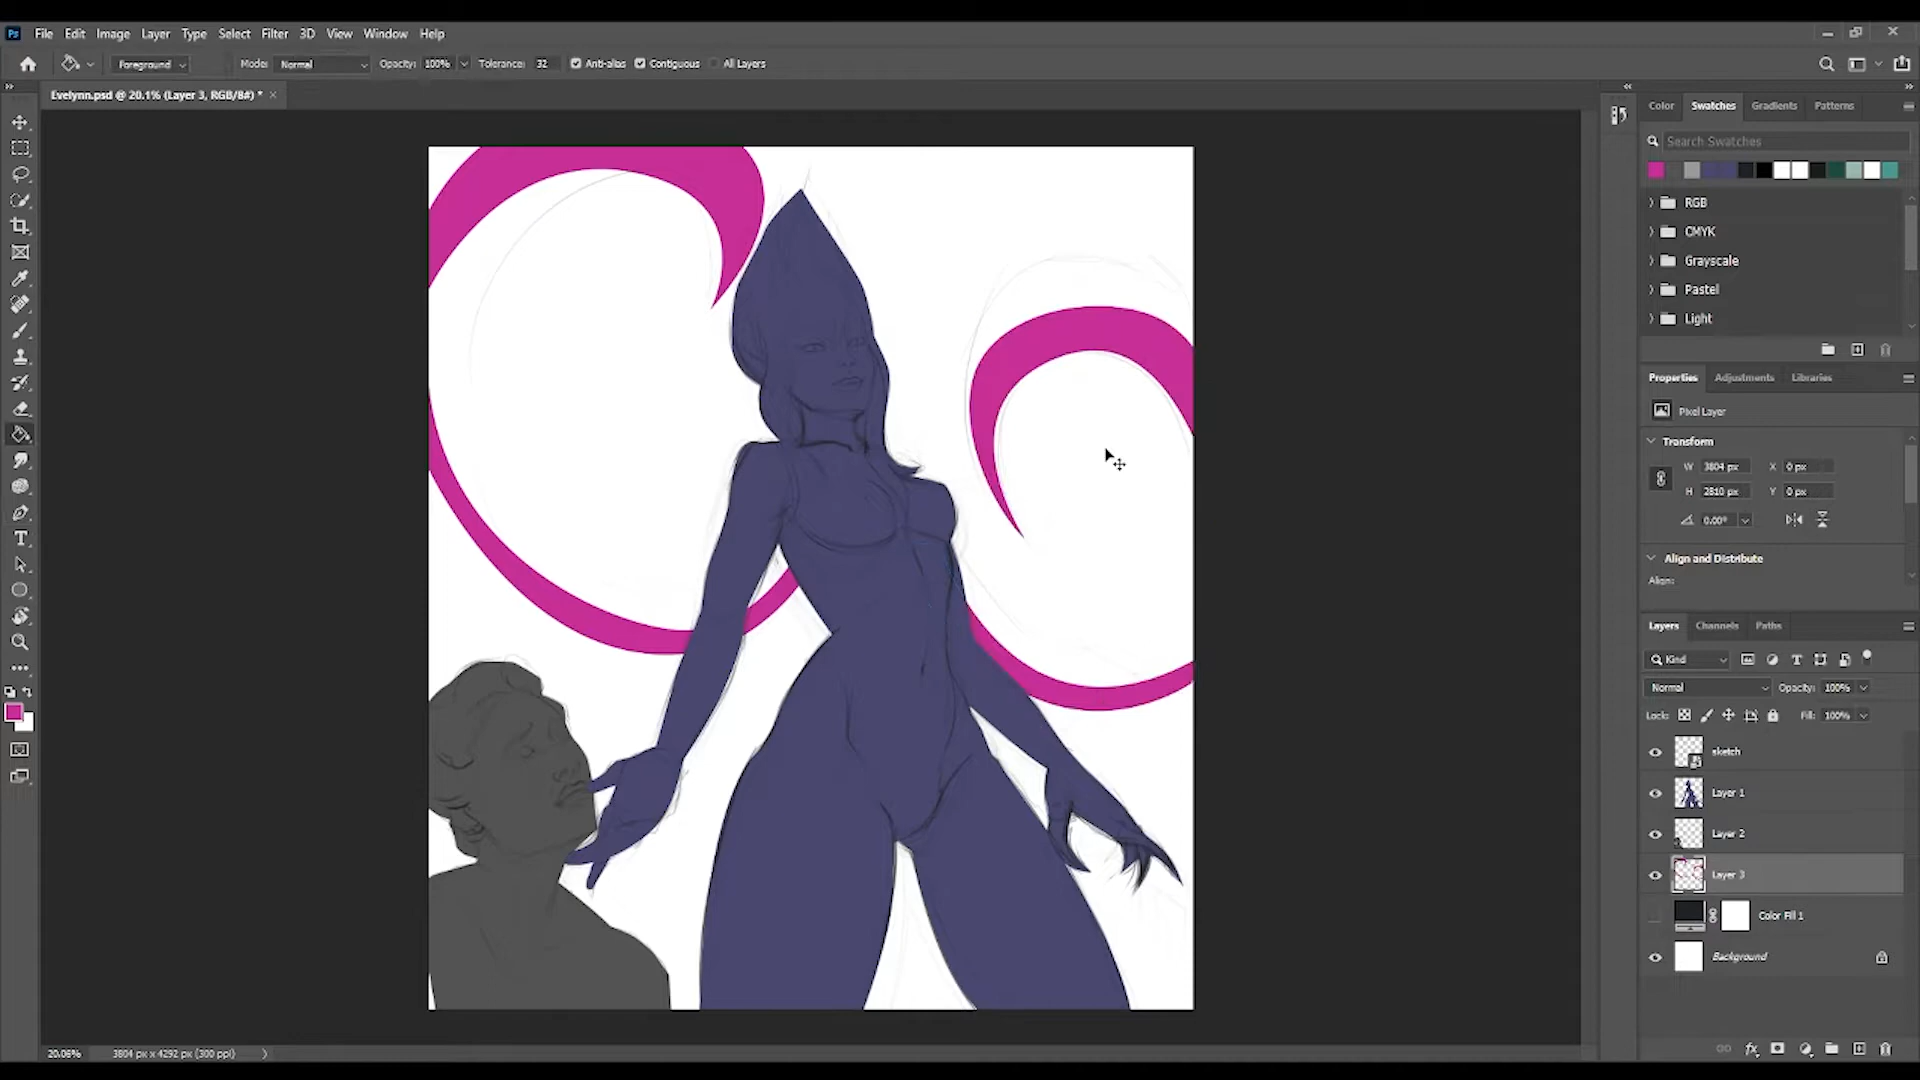 Ps File Edit Image Layer Type Select Filter 3D View Window Help
Foreground Mode: Normal Opacity: 100% Tolerance: 32 Anti-alias Contiguous All Layers
Evelynn.psd @ 20.1% (Layer 3, RGB/8#) * ×
Color Swatches Gradients Patterns
Search Swatches
RGB
CMYK
Grayscale
Pastel
Light
Properties Adjustments Libraries
Pixel Layer
Transform
W 3804 px X 0 px
H 2810 px Y 0 px
0.00°
Align and Distribute
Align:
Layers Channels Paths
Kind
Normal Opacity: 100%
Lock: Fill: 100%
sketch
Layer 1
Layer 2
Layer 3
Color Fill 1
Background
20.06% 3804 px x 4292 px (300 ppi)